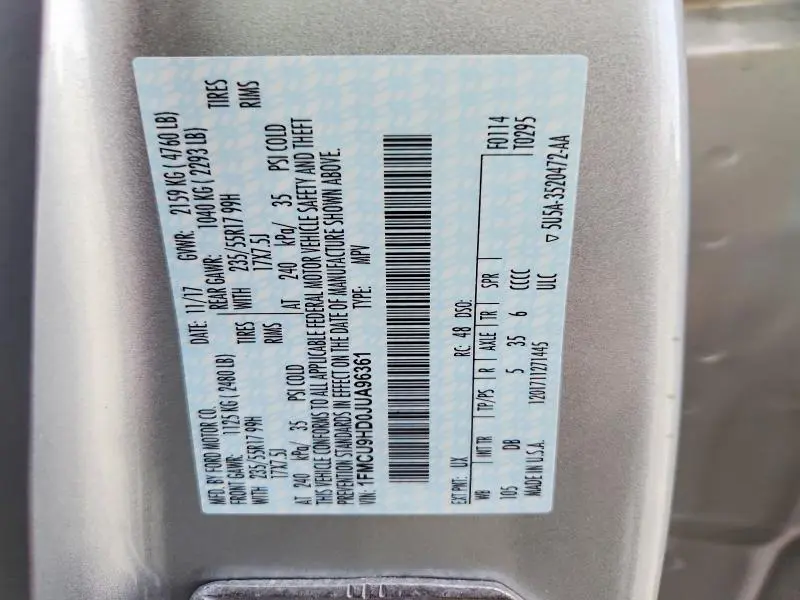 MFD. BY FORD MOTOR CO.
DATE: 11/17 GVWR: 2159 KG ( 4760 LB)
FRONT GAWR: 1125 KG ( 2480 LB) REAR GAWR: 1040 KG ( 2293 LB)
WITH 235/55R17 99H TIRES WITH 235/55R17 99H TIRES
17X7.5J RIMS 17X7.5J RIMS
AT 240 kPa/ 35 PSI COLD AT 240 kPa/ 35 PSI COLD
THIS VEHICLE CONFORMS TO ALL APPLICABLE FEDERAL MOTOR VEHICLE SAFETY AND THEFT
PREVENTION STANDARDS IN EFFECT ON THE DATE OF MANUFACTURE SHOWN ABOVE.
VIN: 1FMCU9HD0JUA96361 TYPE: MPV
F0114
EXT PNT: UX RC: 48 DSO: T0295
WB INT TR TP/PS R AXLE TR SPR
105 DB 5 35 6 CCCC
MADE IN U.S.A. 1201711271445 ULC
▽ 5U5A-3520472-AA